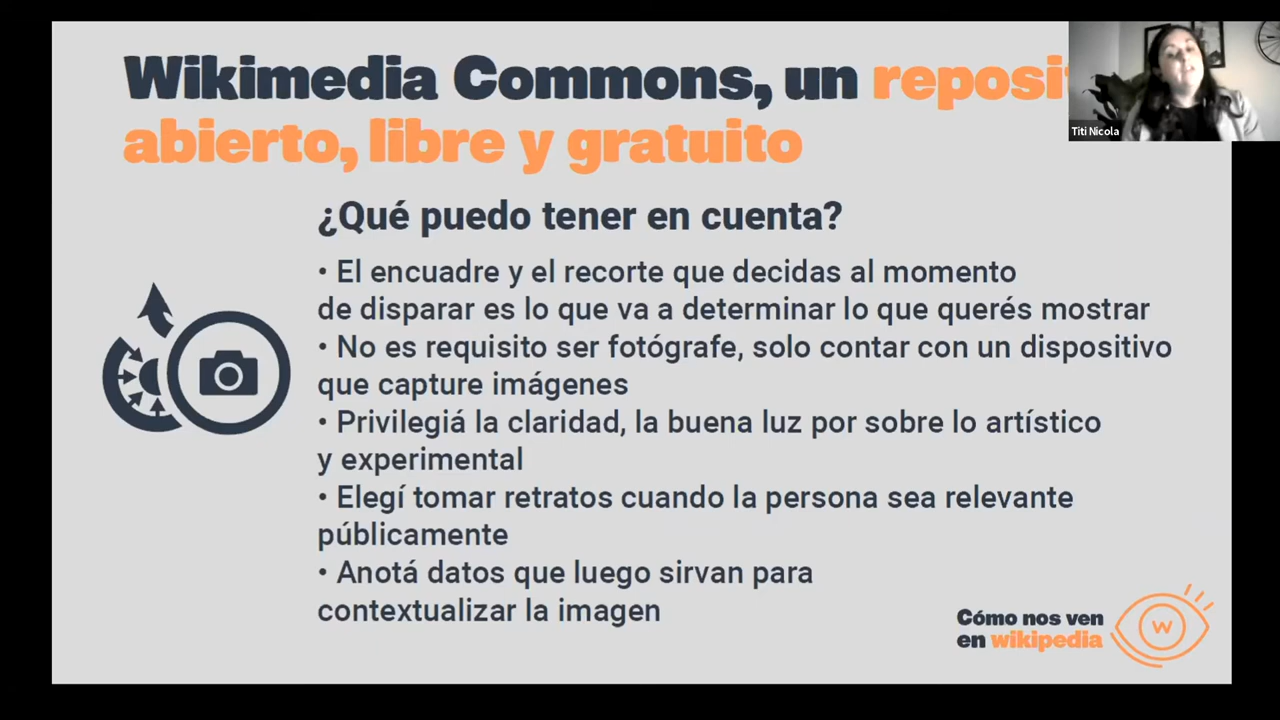 Wikimedia Commons, un
abierto, libre y gratuito
Titi Nicola
¿Qué puedo tener en cuenta?
• El encuadre y el recorte que decidas al momento
de disparar es lo que va a determinar lo que querés mostrar
• No es requisito ser fotógrafe, solo contar con un dispositivo
que capture imágenes
• Privilegiá la claridad, la buena luz por sobre lo artístico
y experimental
• Elegí tomar retratos cuando la persona sea relevante
públicamente
• Anotá datos que luego sirvan para
contextualizar la imagen
Cómo nos ven
en wikipedia
W